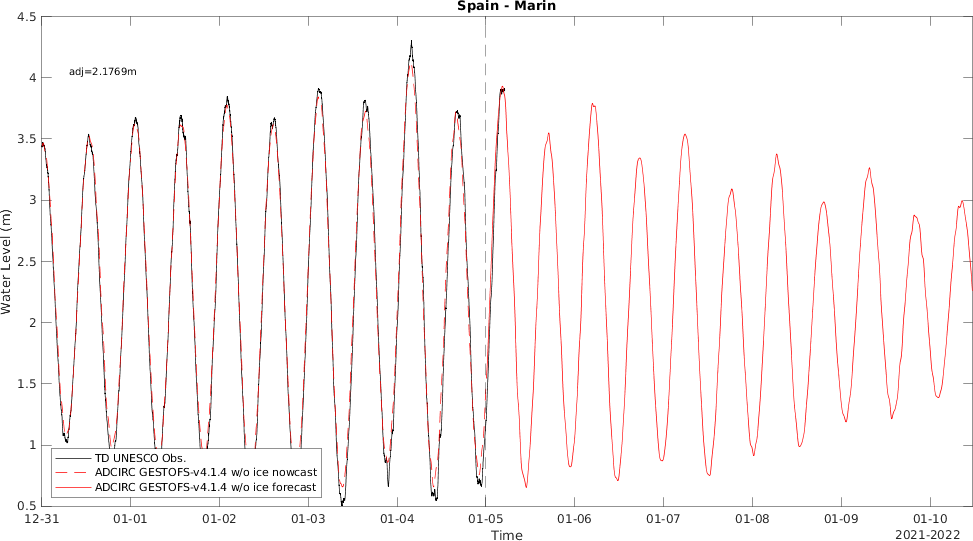 Spain - Marin
4.5
4
3.5
3
2.5
2
1.5
1
0.5
Water Level (m)
adj=2.1769m
TD UNESCO Obs.
ADCIRC GESTOFS-v4.1.4 w/o ice nowcast
ADCIRC GESTOFS-v4.1.4 w/o ice forecast
12-31 01-01 01-02 01-03 01-04 01-05 01-06 01-07 01-08 01-09 01-10
Time
2021-2022